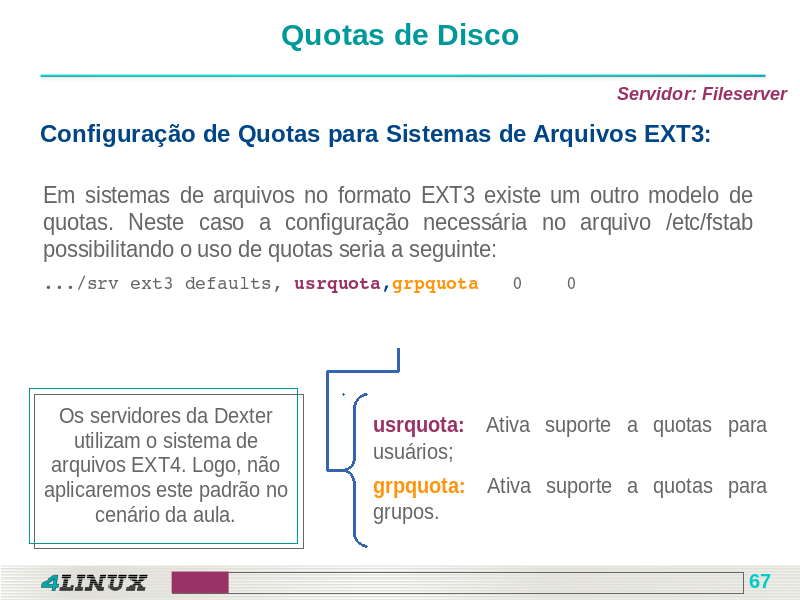 Quotas de Disco
Servidor: Fileserver
Configuração de Quotas para Sistemas de Arquivos EXT3:
Em sistemas de arquivos no formato EXT3 existe um outro modelo de
quotas. Neste caso a configuração necessária no arquivo /etc/fstab
possibilitando o uso de quotas seria a seguinte:
.../srv ext3 defaults, usrquota,grpquota 0 0
Os servidores da Dexter
utilizam o sistema de
arquivos EXT4. Logo, não
aplicaremos este padrão no
cenário da aula.
usrquota: Ativa suporte a quotas para
usuários;
grpquota: Ativa suporte a quotas para
grupos.
4LINUX
67